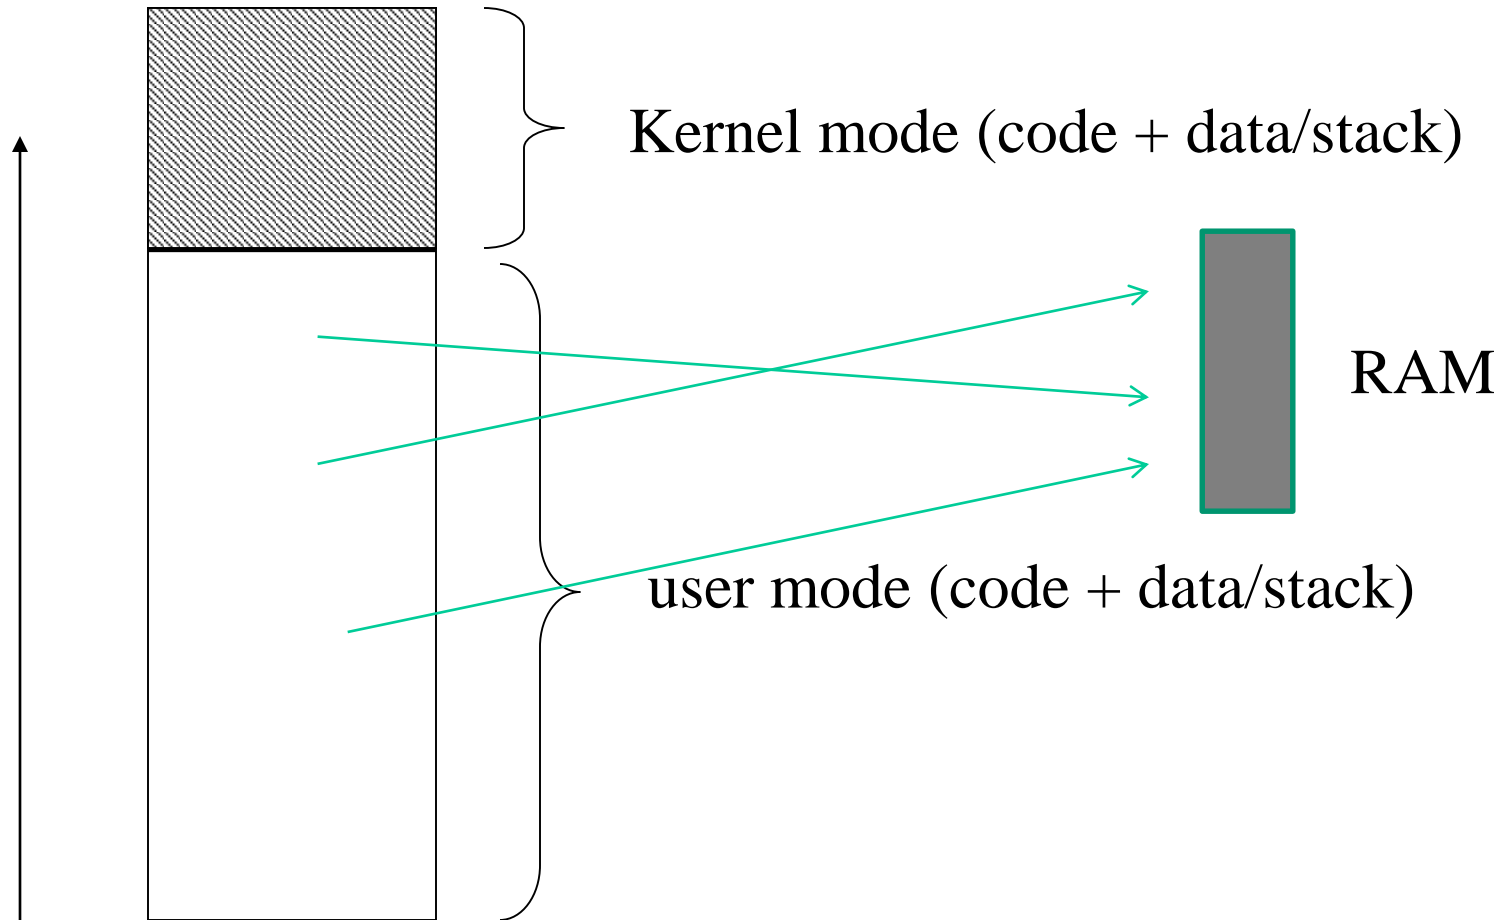 Kernel mode (code + data/stack)
RAM
user mode (code + data/stack)